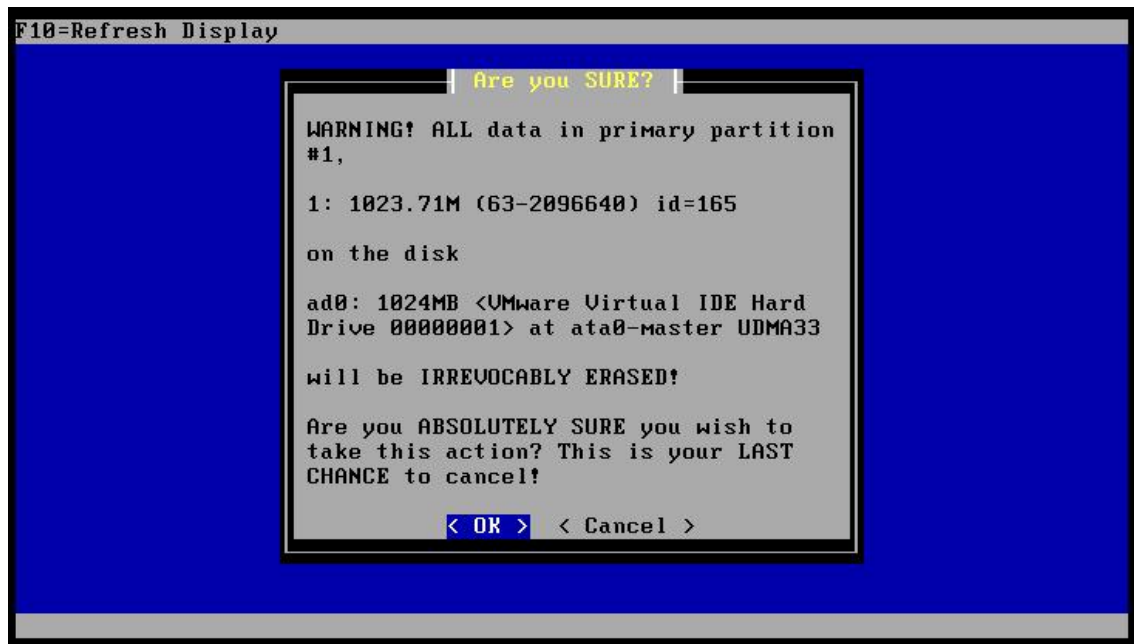 F10=Refresh Display
Are you SURE?
WARNING! ALL data in primary partition
#1,
1: 1023.71M (63-2096640) id=165
on the disk
ad0: 1024MB <VMware Virtual IDE Hard
Drive 00000001> at ata0-master UDMA33
will be IRREVOCABLY ERASED!
Are you ABSOLUTELY SURE you wish to
take this action? This is your LAST
CHANCE to cancel!
< OK > < Cancel >